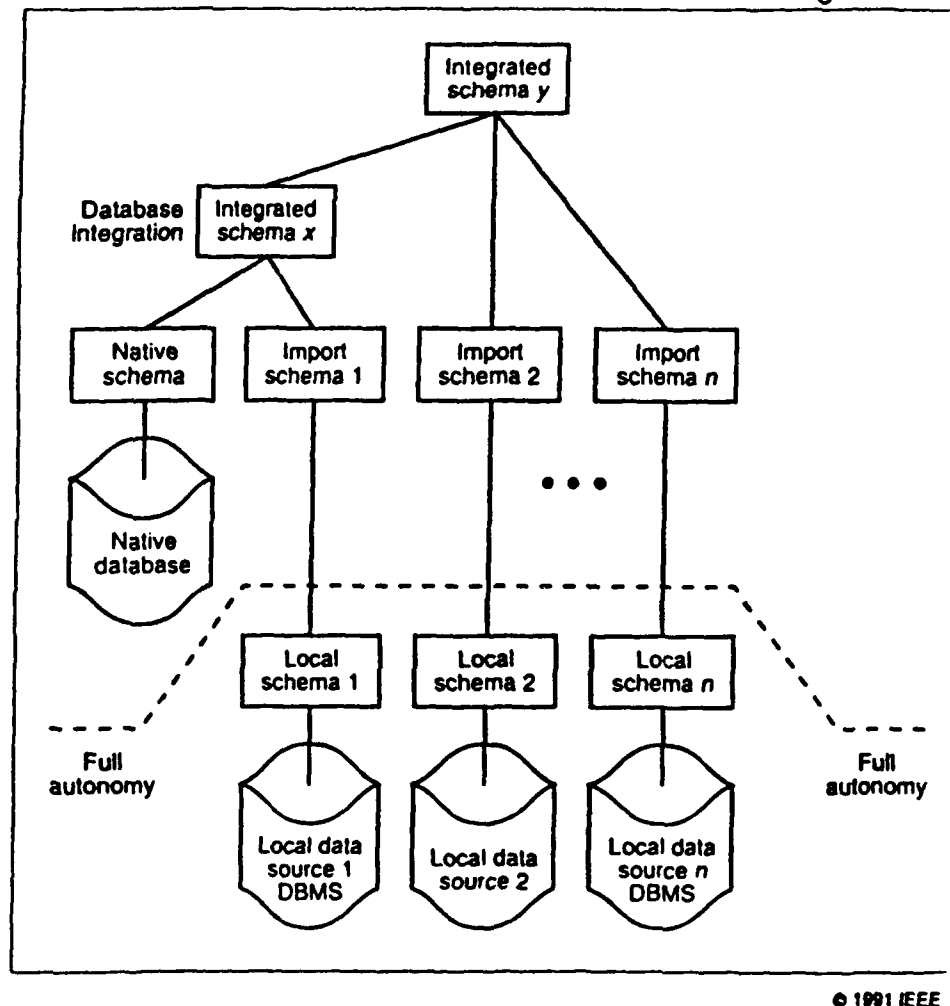 Integrated
schema y
Database
Integration
Integrated
schema x
Native
schema
Import
schema 1
Import
schema 2
Import
schema n
Native
database
Local
schema 1
Local
schema 2
Local
schema n
Full
autonomy
Full
autonomy
Local data
source 1
DBMS
Local data
source 2
Local data
source n
DBMS
© 1991 IEEE